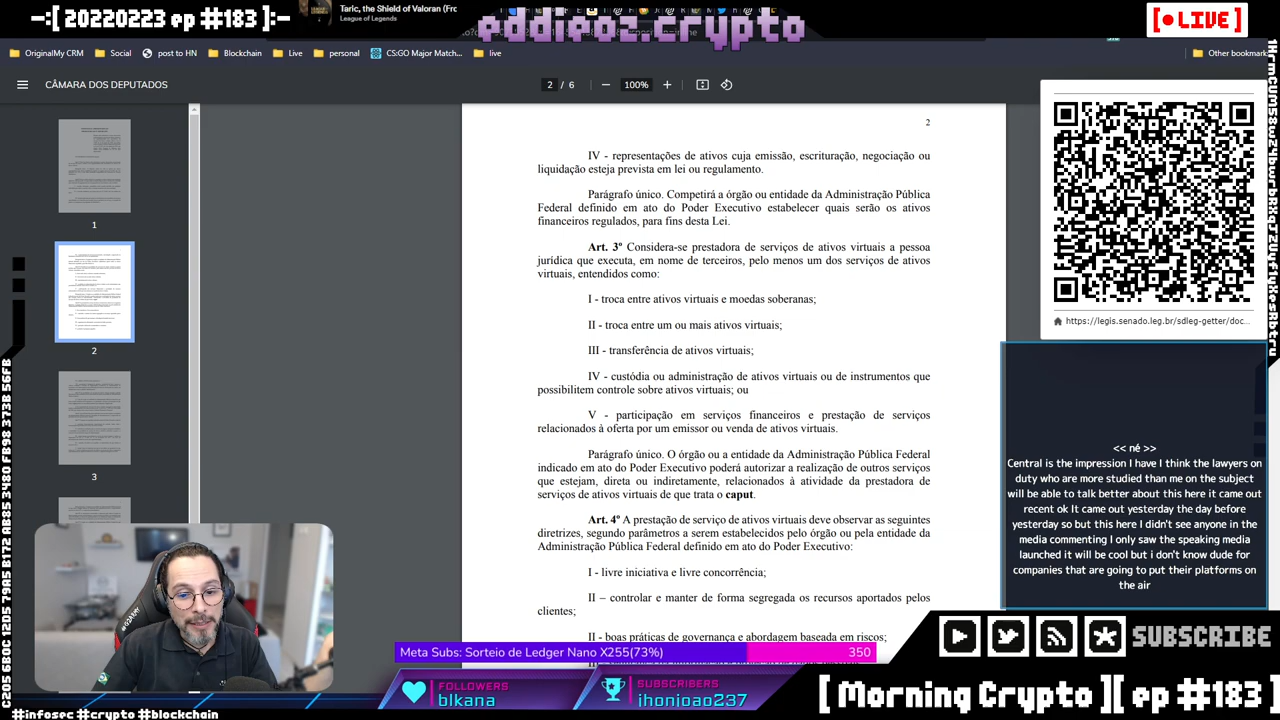 ─:[ 20220223 ep #183 ]:─
Taric, the Shield of Valoran (Fr
League of Legends
eddieoz.crypto
[● LIVE ]
OhMy! CMA
Social
post to HN
Blockchain
Live
personal
CS:GO Major Match...
live
Other bookmark
CÂMARA DOS DEPUTADOS
2 / 6
100%
1
2
3
2
IV - representações de ativos cuja emissão, escrituração, negociação ou
liquidação esteja prevista em lei ou regulamento.
Parágrafo único. Competirá a órgão ou entidade da Administração Pública
Federal definido em ato do Poder Executivo estabelecer quais serão os ativos
financeiros regulados, para fins desta Lei.
Art. 3º Considera-se prestadora de serviços de ativos virtuais a pessoa
jurídica que executa, em nome de terceiros, pelo menos um dos serviços de ativos
virtuais, entendidos como:
I - troca entre ativos virtuais e moedas soberanas;
II - troca entre um ou mais ativos virtuais;
III - transferência de ativos virtuais;
IV - custódia ou administração de ativos virtuais ou de instrumentos que
possibilitem controle sobre ativos virtuais; ou
V - participação em serviços financeiros e prestação de serviços
relacionados à oferta por um emissor ou venda de ativos virtuais.
Parágrafo único. O órgão ou a entidade da Administração Pública Federal
indicado em ato do Poder Executivo poderá autorizar a realização de outros serviços
que estejam, direta ou indiretamente, relacionados à atividade da prestadora de
serviços de ativos virtuais de que trata o caput.
Art. 4º A prestação de serviço de ativos virtuais deve observar as seguintes
diretrizes, segundo parâmetros a serem estabelecidos pelo órgão ou pela entidade da
Administração Pública Federal definido em ato do Poder Executivo:
I - livre iniciativa e livre concorrência;
II – controlar e manter de forma segregada os recursos aportados pelos
clientes;
II - boas práticas de governança e abordagem baseada em riscos;
https://legis.senado.leg.br/sdleg-getter/doc...
<< né >>
Central is the impression I have I think the lawyers on
duty who are more studied than me on the subject
will be able to talk better about this here it came out
recent ok It came out yesterday the day before
yesterday so but this here I didn't see anyone in the
media commenting I only saw the speaking media
launched it will be cool but i don't know dude for
companies that are going to put their platforms on
the air
SUBSCRIBE
Meta Subs: Sorteio de Ledger Nano X
255(73%)
350
FOLLOWERS
blkana
SUBSCRIBERS
jhonjoao237
[ Morning Crypto ][ ep #183 ]
#crypto #blockchain